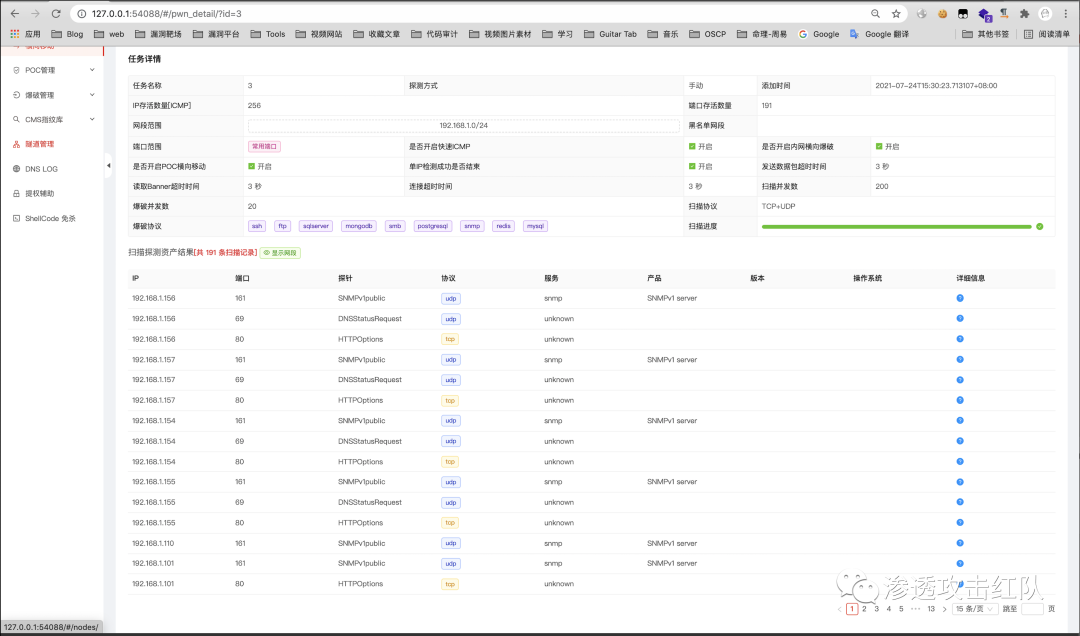 127.0.0.1:54088/#/pwn_detail/?id=3
应用 Blog web 漏洞靶场 漏洞平台 Tools 视频网站 收藏文章 代码审计 视频图片素材 学习 Guitar Tab 音乐 OSCP 命理-周易 Google Google 翻译 其他书签 阅读清单
横向移动
POC管理
爆破管理
CMS指纹库
隧道管理
DNS LOG
提权辅助
ShellCode 免杀
任务详情
任务名称 3 探测方式 手动 添加时间 2021-07-24T15:30:23.713107+08:00
IP存活数量[ICMP] 256 端口存活数量 191
网段范围 192.168.1.0/24 黑名单网段
端口范围 常用端口 是否开启快速ICMP 开启 是否开启内网横向爆破 开启
是否开启POC横向移动 开启 单IP检测成功是否结束 开启 发送数据包超时时间 3 秒
读取Banner超时时间 3 秒 连接超时时间 3 秒 扫描并发数 200
爆破并发数 20 扫描协议 TCP+UDP
爆破协议 ssh ftp sqlserver mongodb smb postgresql snmp redis mysql 扫描进度
扫描探测资产结果[共 191 条扫描记录] 显示网段
IP 端口 探针 协议 服务 产品 版本 操作系统 详细信息
192.168.1.156 161 SNMPv1public udp snmp SNMPv1 server
192.168.1.156 69 DNSStatusRequest udp unknown
192.168.1.156 80 HTTPOptions tcp unknown
192.168.1.157 161 SNMPv1public udp snmp SNMPv1 server
192.168.1.157 69 DNSStatusRequest udp unknown
192.168.1.157 80 HTTPOptions tcp unknown
192.168.1.154 161 SNMPv1public udp snmp SNMPv1 server
192.168.1.154 69 DNSStatusRequest udp unknown
192.168.1.154 80 HTTPOptions tcp unknown
192.168.1.155 161 SNMPv1public udp snmp SNMPv1 server
192.168.1.155 69 DNSStatusRequest udp unknown
192.168.1.155 80 HTTPOptions tcp unknown
192.168.1.110 161 SNMPv1public udp snmp SNMPv1 server
192.168.1.101 161 SNMPv1public udp snmp SNMPv1 server
192.168.1.101 80 HTTPOptions tcp unknown
渗透攻击红队
1 2 3 4 5 ··· 13 15 条/页 跳至 页
127.0.0.1:54088/#/nodes/